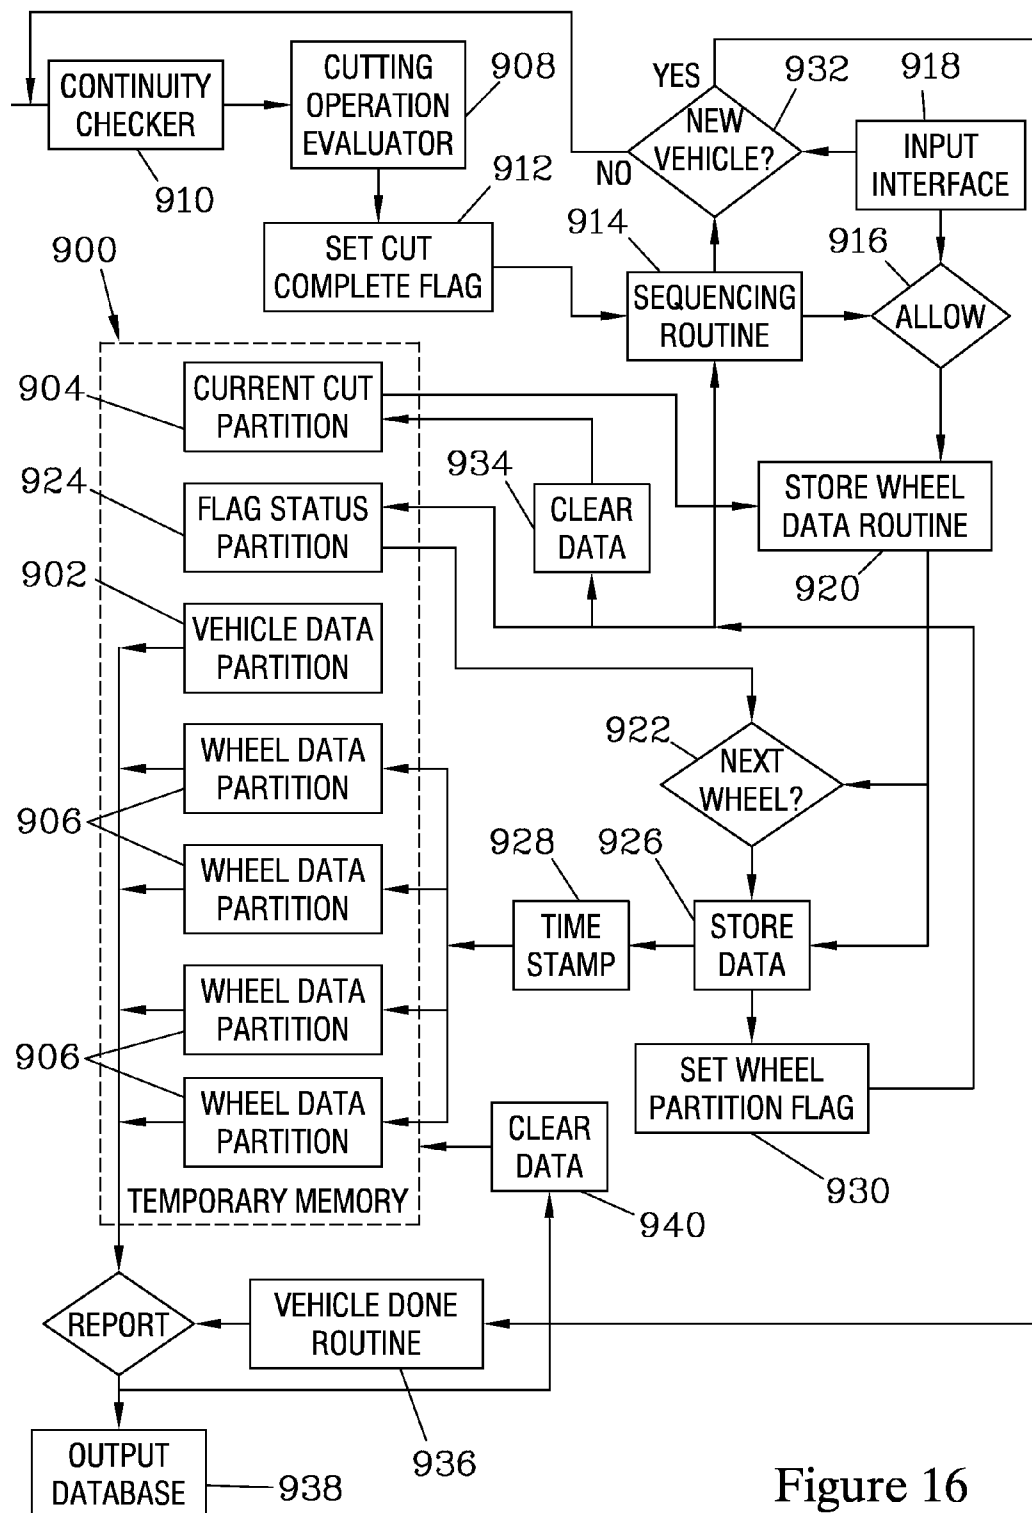 CONTINUITY
CHECKER
910
CUTTING
OPERATION
EVALUATOR
908
YES
NEW
VEHICLE?
932
NO
918
INPUT
INTERFACE
912
SET CUT
COMPLETE FLAG
914
SEQUENCING
ROUTINE
916
ALLOW
900
904
CURRENT CUT
PARTITION
924
FLAG STATUS
PARTITION
934
CLEAR
DATA
STORE WHEEL
DATA ROUTINE
920
902
VEHICLE DATA
PARTITION
922
NEXT
WHEEL?
WHEEL DATA
PARTITION
906
WHEEL DATA
PARTITION
928
TIME
STAMP
926
STORE
DATA
WHEEL DATA
PARTITION
906
WHEEL DATA
PARTITION
SET WHEEL
PARTITION FLAG
930
CLEAR
DATA
940
TEMPORARY MEMORY
REPORT
VEHICLE DONE
ROUTINE
936
OUTPUT
DATABASE
938
Figure 16